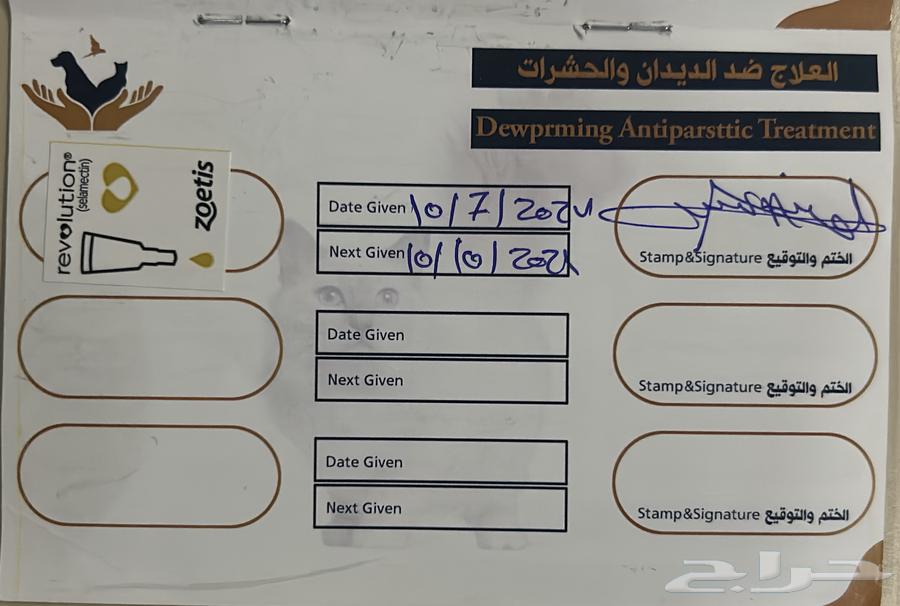 العلاج ضد الديدان والحشرات
Dewprming Antiparsttic Treatment
revolution®
(selamectin)
zoetis
Date Given 10/7/2024
Next Given 10/10/2024
Stamp&Signature الختم والتوقيع
Date Given
Next Given
Stamp&Signature الختم والتوقيع
Date Given
Next Given
Stamp&Signature الختم والتوقيع
حراج